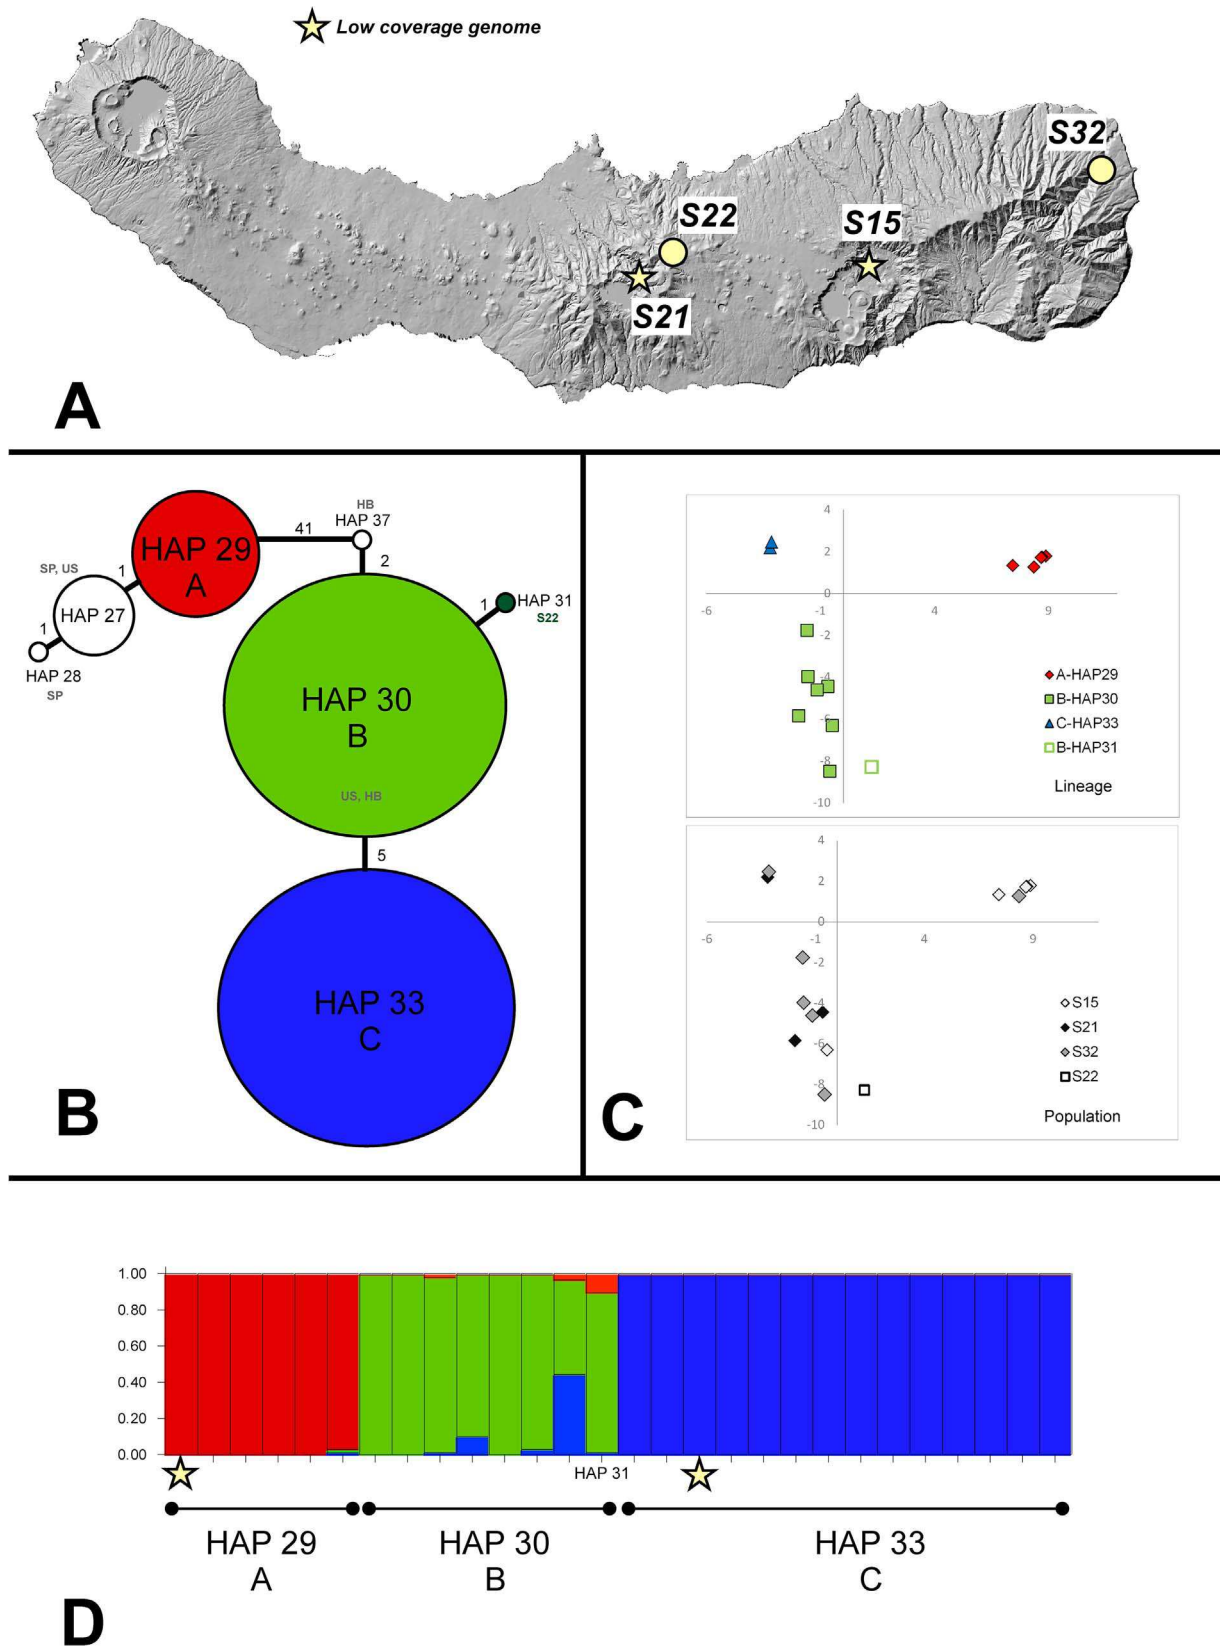 Low coverage genome
S32
S22
S15
S21
A
HB
HAP 37
41
2
HAP 29
A
SP, US
1
HAP 27
1
HAP 28
SP
1
HAP 31
S22
HAP 30
B
US, HB
5
HAP 33
C
B
4
2
0
-6
-1
4
9
-2
-4
-6
-8
-10
A-HAP29
B-HAP30
C-HAP33
B-HAP31
Lineage
4
2
0
-6
-1
4
9
-2
-4
-6
-8
-10
S15
S21
S32
S22
Population
C
1.00
0.80
0.60
0.40
0.20
0.00
HAP 31
HAP 29
A
HAP 30
B
HAP 33
C
D